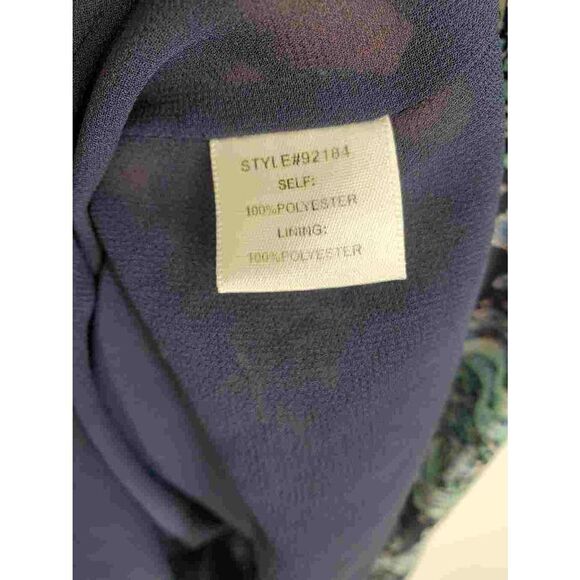 STYLE#92184
SELF:
100%POLYESTER
LINING:
100%POLYESTER